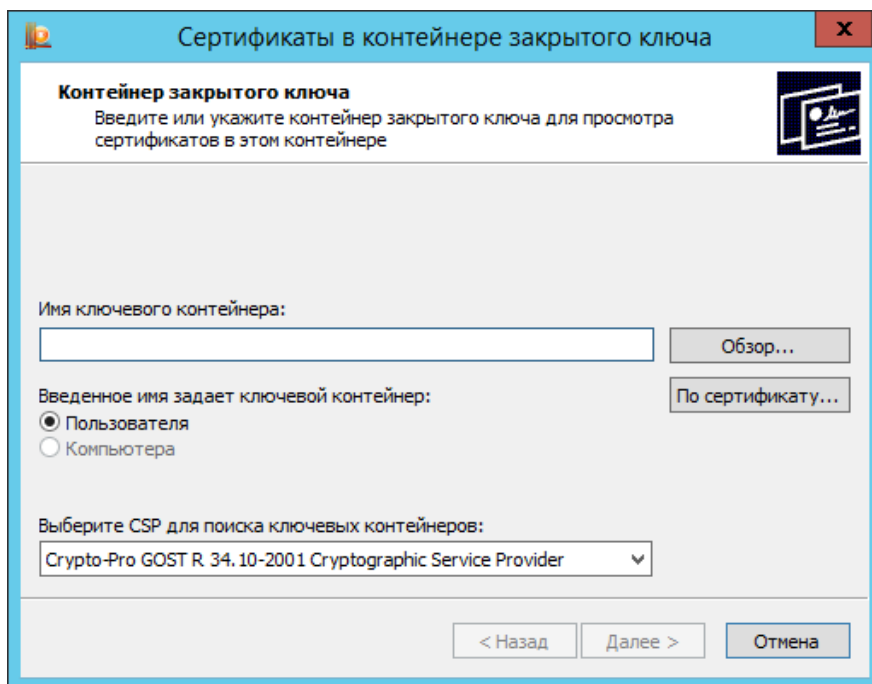 Сертификаты в контейнере закрытого ключа
x
Контейнер закрытого ключа
Введите или укажите контейнер закрытого ключа для просмотра
сертификатов в этом контейнере
Имя ключевого контейнера:
Обзор...
Введенное имя задает ключевой контейнер:
По сертификату...
Пользователя
Компьютера
Выберите CSP для поиска ключевых контейнеров:
Crypto-Pro GOST R 34.10-2001 Cryptographic Service Provider
< Назад
Далее >
Отмена